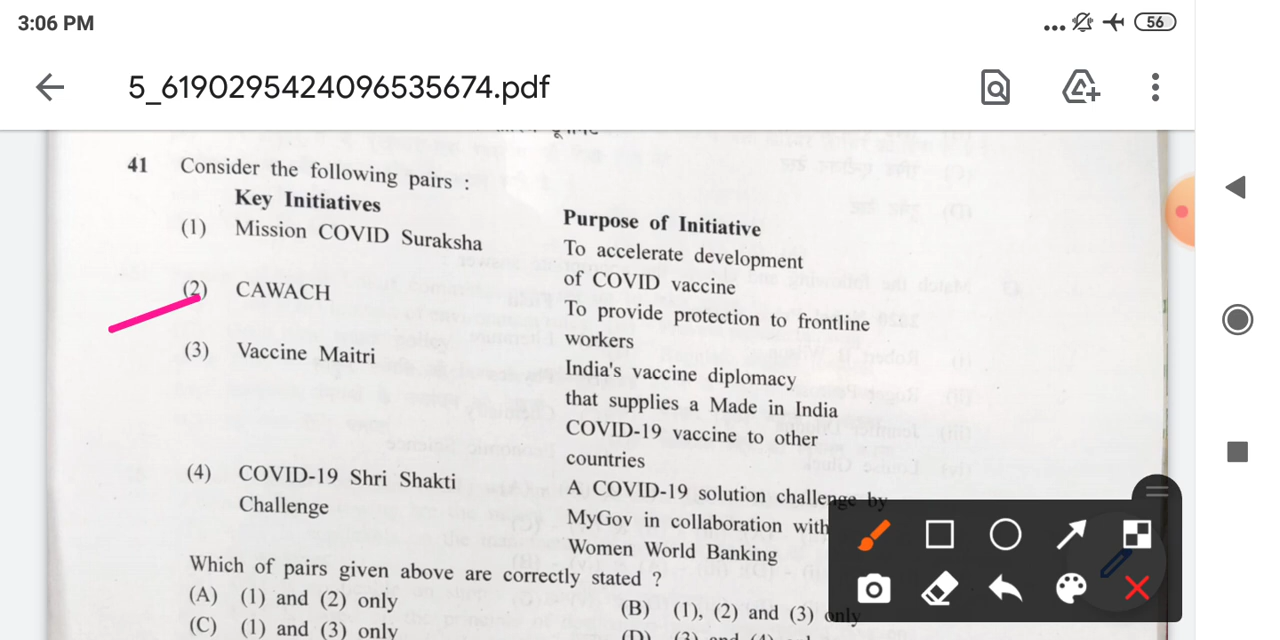 3:06 PM
56
5_6190295424096535674.pdf
41 Consider the following pairs :
Key Initiatives Purpose of Initiative
(1) Mission COVID Suraksha To accelerate development
of COVID vaccine
(2) CAWACH To provide protection to frontline
workers
(3) Vaccine Maitri India's vaccine diplomacy
that supplies a Made in India
COVID-19 vaccine to other
countries
(4) COVID-19 Shri Shakti A COVID-19 solution challenge by
Challenge MyGov in collaboration with
Women World Banking
Which of pairs given above are correctly stated ?
(A) (1) and (2) only (B) (1), (2) and (3) only
(C) (1) and (3) only (D)